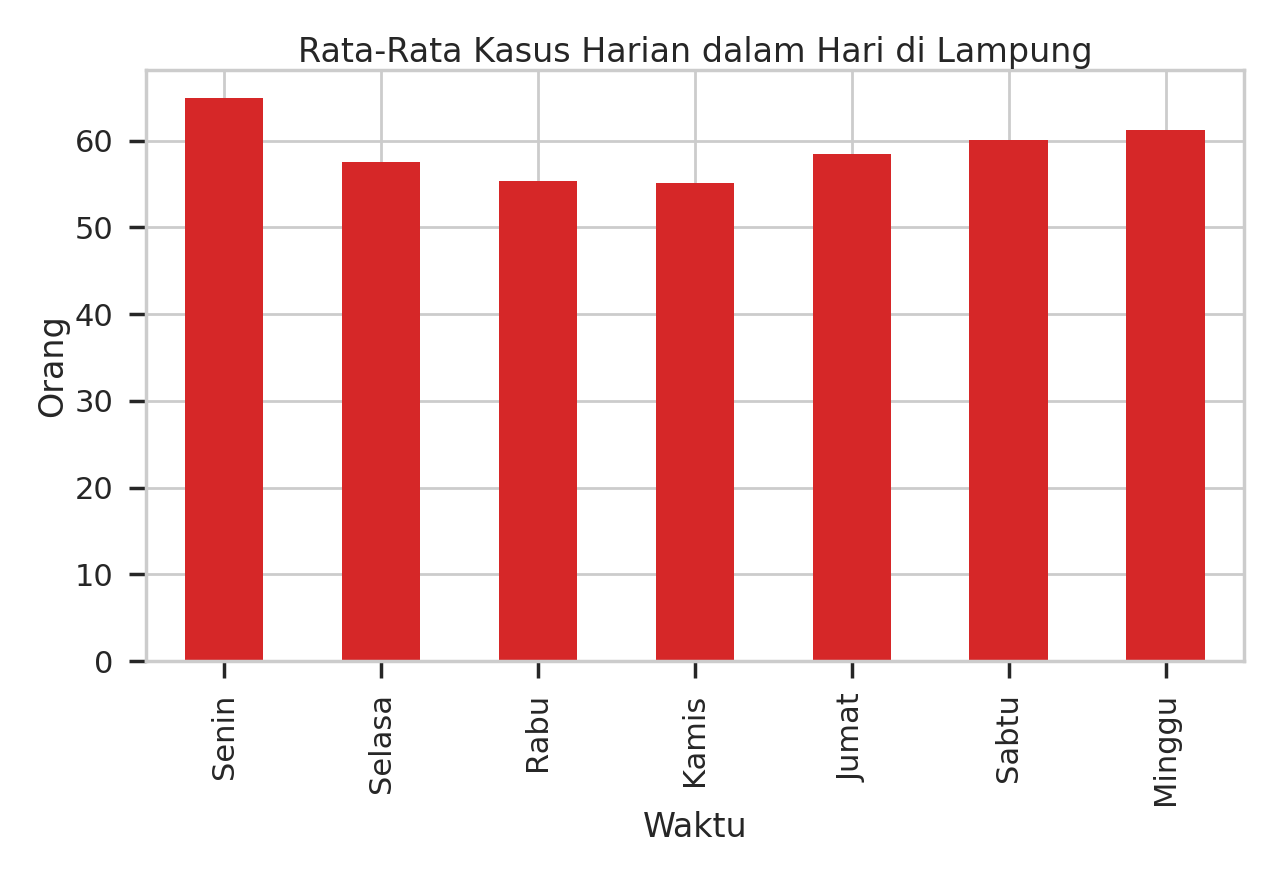 Rata-Rata Kasus Harian dalam Hari di Lampung
Orang
60
50
40
30
20
10
0
Senin
Selasa
Rabu
Kamis
Jumat
Sabtu
Minggu
Waktu